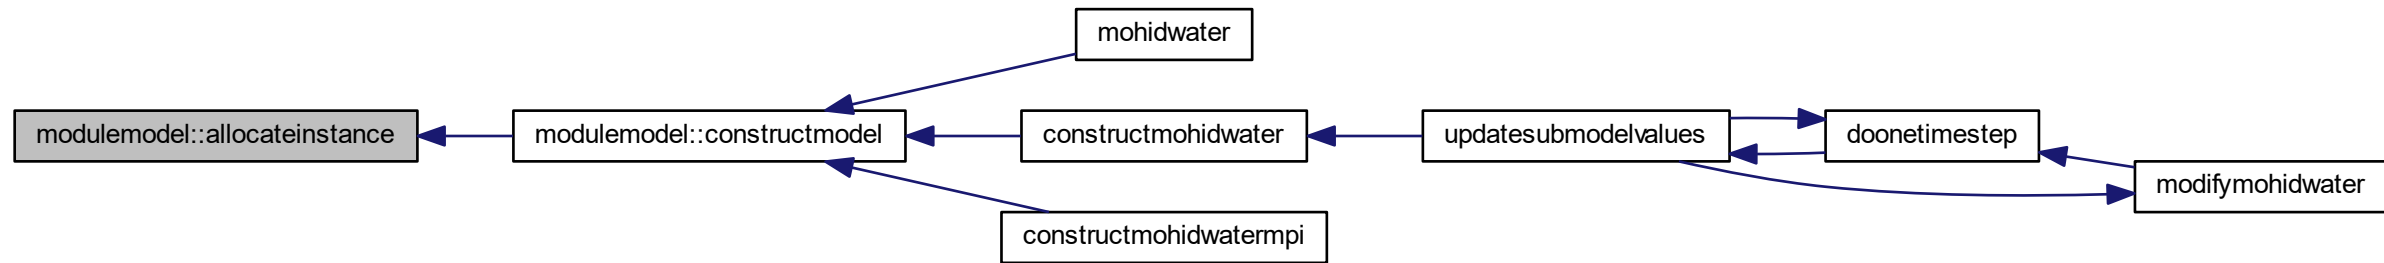 mohidwater
modulemodel::allocateinstance
modulemodel::constructmodel
constructmohidwater
updatesubmodelvalues
doonetimestep
modifymohidwater
constructmohidwatermpi